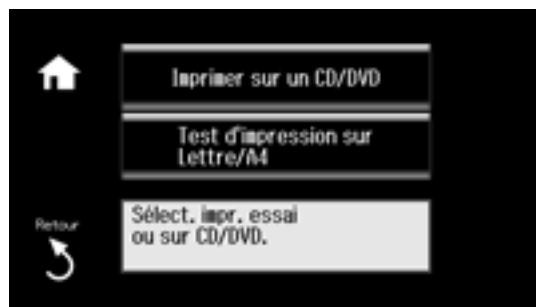 Imprimer sur un CD/DVD
Test d'impression sur
Lettre/A4
Retour
Sélect. impr. essai
ou sur CD/DVD.